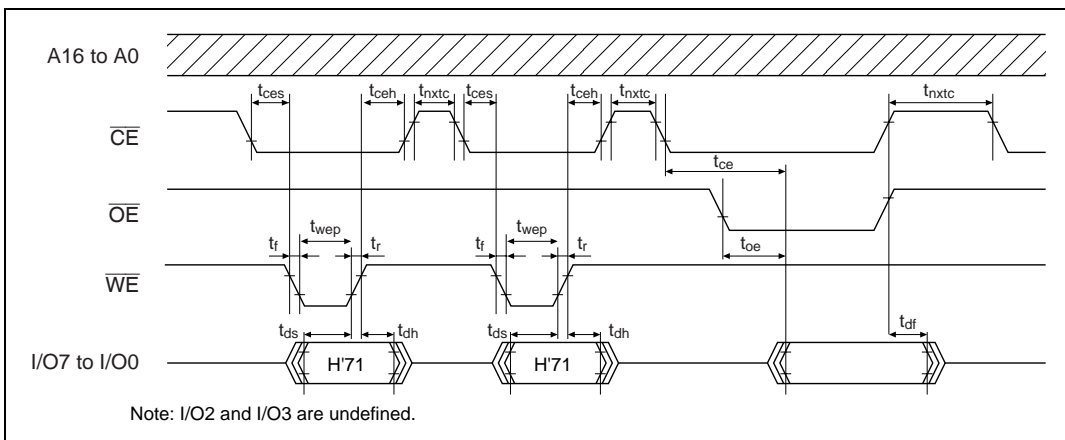 A16 to A0
tces tceh tnxtc tces tceh tnxtc tnxtc
CE
tce
OE
twep twep toe
tf tr tf tr
WE
tds tdh tds tdh tdf
I/O7 to I/O0 H'71 H'71
Note: I/O2 and I/O3 are undefined.